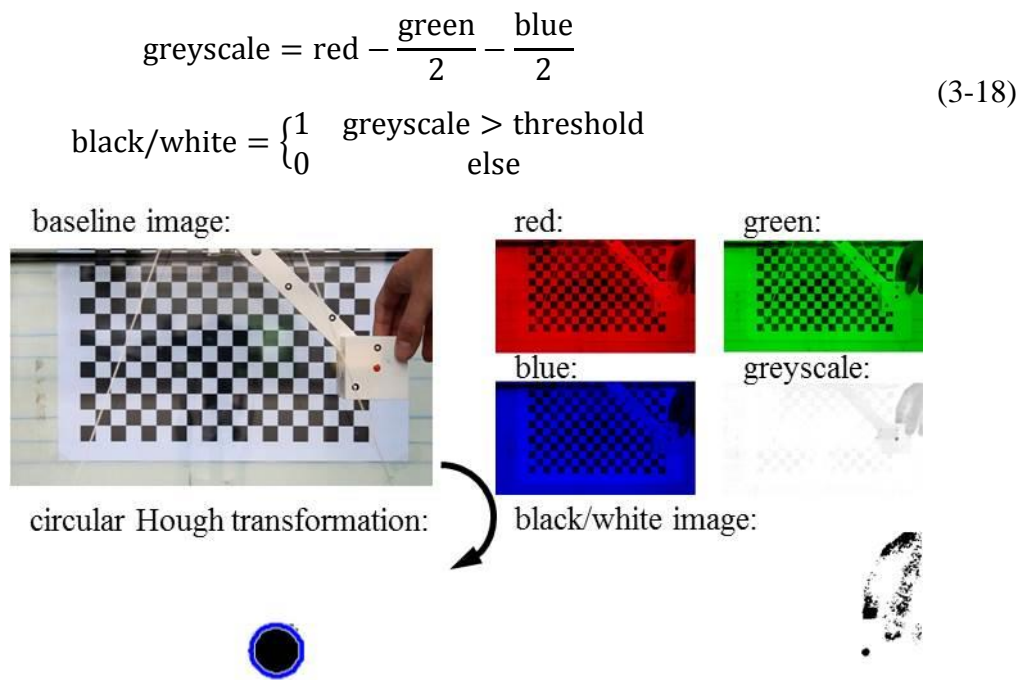 greyscale = red − green/2 − blue/2
(3-18)
black/white = {1 greyscale > threshold
0 else
baseline image:
red:
green:
blue:
greyscale:
circular Hough transformation:
black/white image: